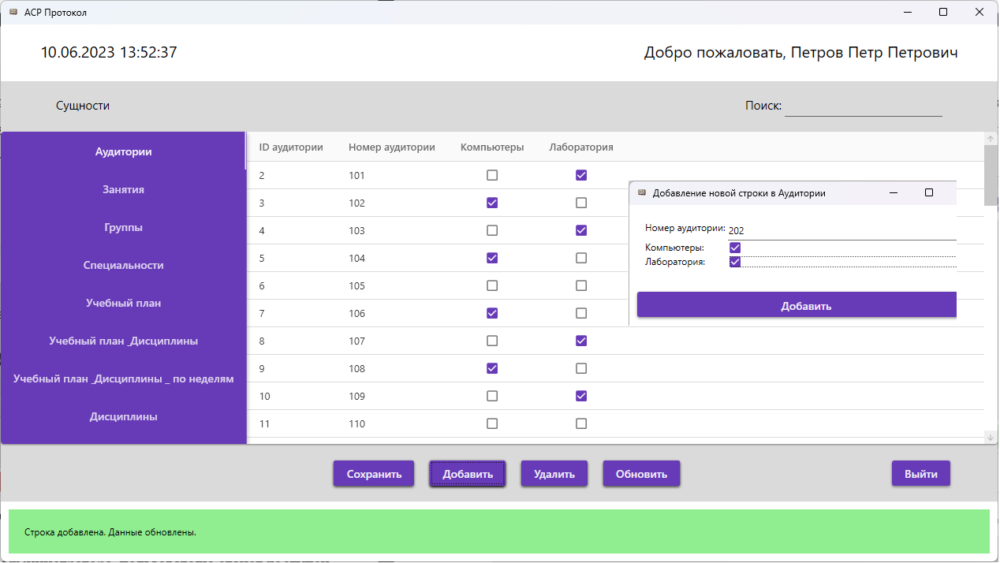 АСР Протокол
10.06.2023 13:52:37
Добро пожаловать, Петров Петр Петрович
Сущности
Поиск:
Аудитории
Занятия
Группы
Специальности
Учебный план
Учебный план _Дисциплины
Учебный план _Дисциплины _ по неделям
Дисциплины
ID аудитории Номер аудитории Компьютеры Лаборатория
2 101
3 102
4 103
5 104
6 105
7 106
8 107
9 108
10 109
11 110
Добавление новой строки в Аудитории
Номер аудитории: 202
Компьютеры:
Лаборатория:
Добавить
Сохранить Добавить Удалить Обновить Выйти
Строка добавлена. Данные обновлены.